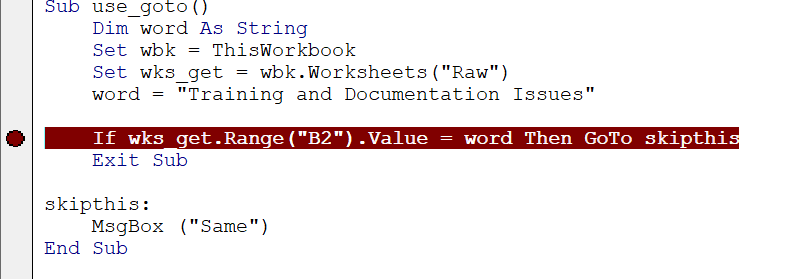 Sub use_goto()
    Dim word As String
    Set wbk = ThisWorkbook
    Set wks_get = wbk.Worksheets("Raw")
    word = "Training and Documentation Issues"

    If wks_get.Range("B2").Value = word Then GoTo skipthis
    Exit Sub

skipthis:
    MsgBox ("Same")
End Sub